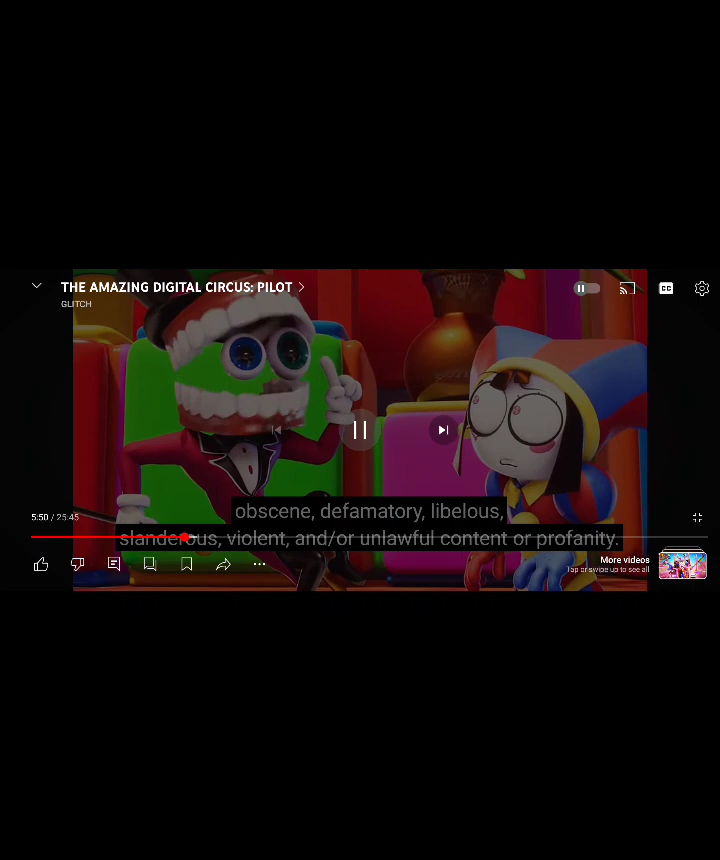 THE AMAZING DIGITAL CIRCUS: PILOT
GLITCH
CC
obscene, defamatory, libelous,
5:50 / 25:45
slanderous, violent, and/or unlawful content or profanity.
More videos
Tap or swipe up to see all